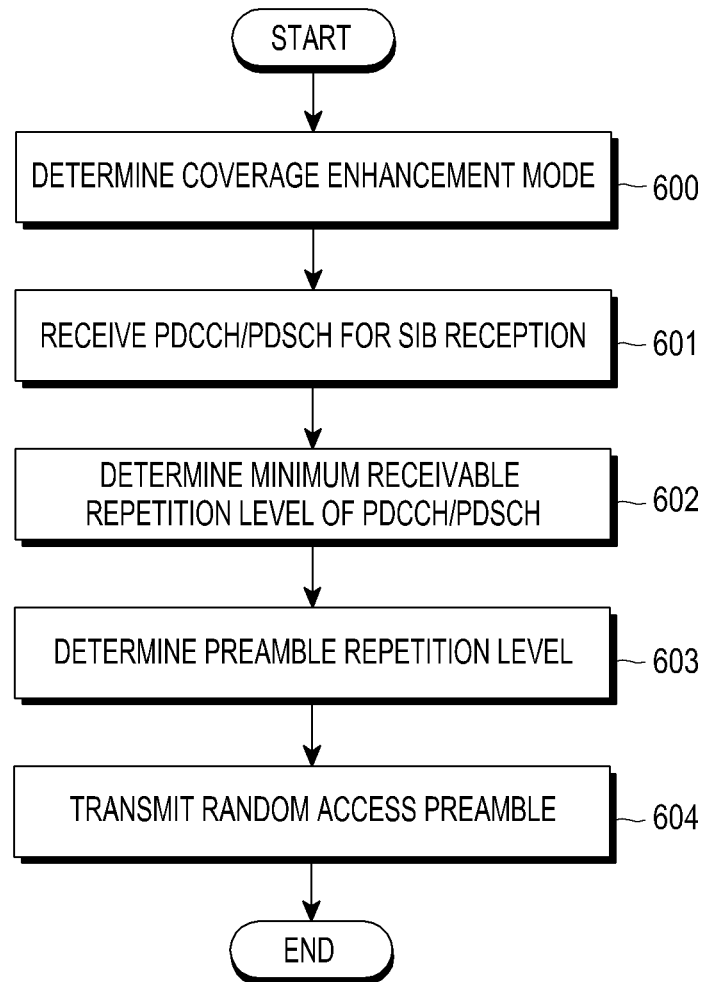 START
DETERMINE COVERAGE ENHANCEMENT MODE
600
RECEIVE PDCCH/PDSCH FOR SIB RECEPTION
601
DETERMINE MINIMUM RECEIVABLE
REPETITION LEVEL OF PDCCH/PDSCH
602
DETERMINE PREAMBLE REPETITION LEVEL
603
TRANSMIT RANDOM ACCESS PREAMBLE
604
END